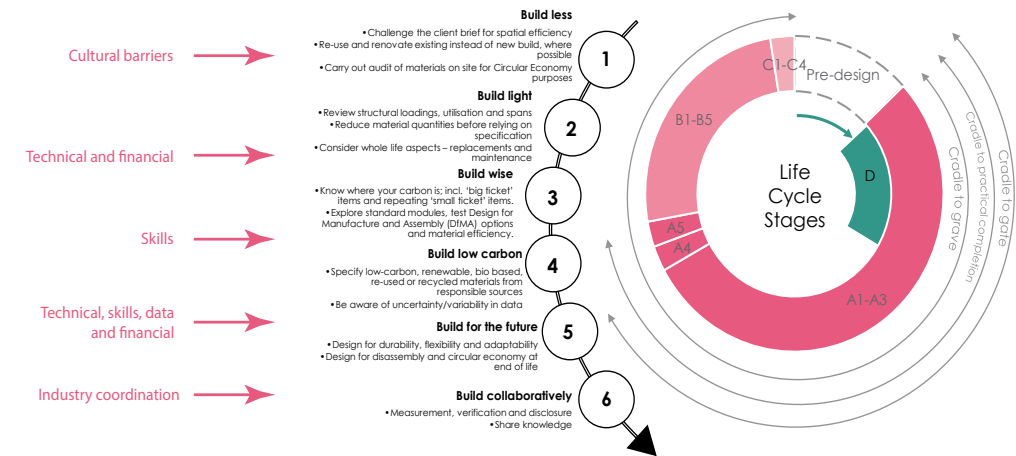 Cultural barriers
Technical and financial
Skills
Technical, skills, data
and financial
Industry coordination
Build less
•Challenge the client brief for spatial efficiency
•Re-use and renovate existing instead of new build, where
possible
•Carry out audit of materials on site for Circular Economy
purposes
1
Build light
•Review structural loadings, utilisation and spans
•Reduce material quantities before relying on
specification
•Consider whole life aspects – replacements and
maintenance
2
Build wise
•Know where your carbon is; incl. ‘big ticket’
items and repeating ‘small ticket’ items.
•Explore standard modules, test Design for
Manufacture and Assembly (DfMA) options
and material efficiency.
3
Build low carbon
•Specify low-carbon, renewable, bio based,
re-used or recycled materials from
responsible sources
•Be aware of uncertainty/variability in data
4
Build for the future
•Design for durability, flexibility and adaptability
•Design for disassembly and circular economy at
end of life
5
Build collaboratively
•Measurement, verification and disclosure
•Share knowledge
6
C1-C4
Pre-design
B1-B5
D
Life
Cycle
Stages
A5
A4
A1-A3
Cradle to grave
Cradle to practical completion
Cradle to gate